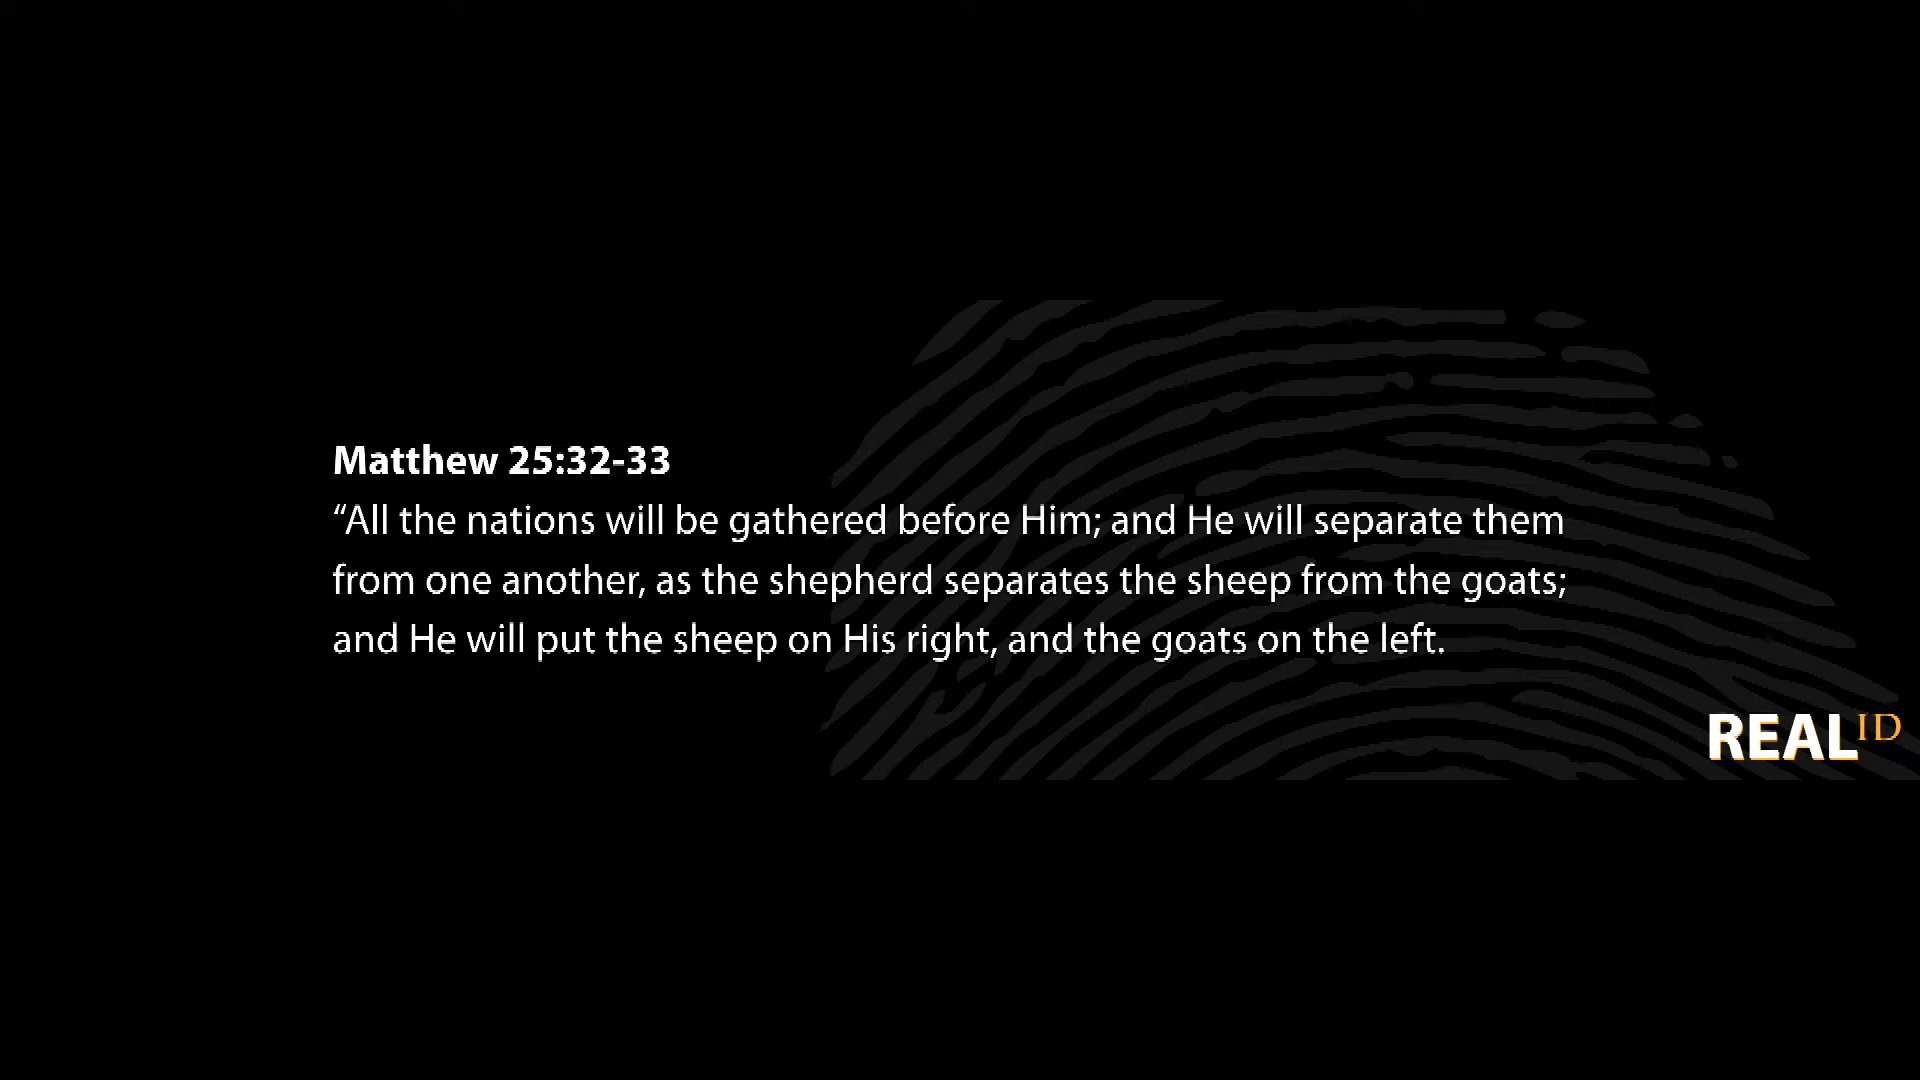 Matthew 25:32-33
“All the nations will be gathered before Him; and He will separate them
from one another, as the shepherd separates the sheep from the goats;
and He will put the sheep on His right, and the goats on the left.
REAL ID